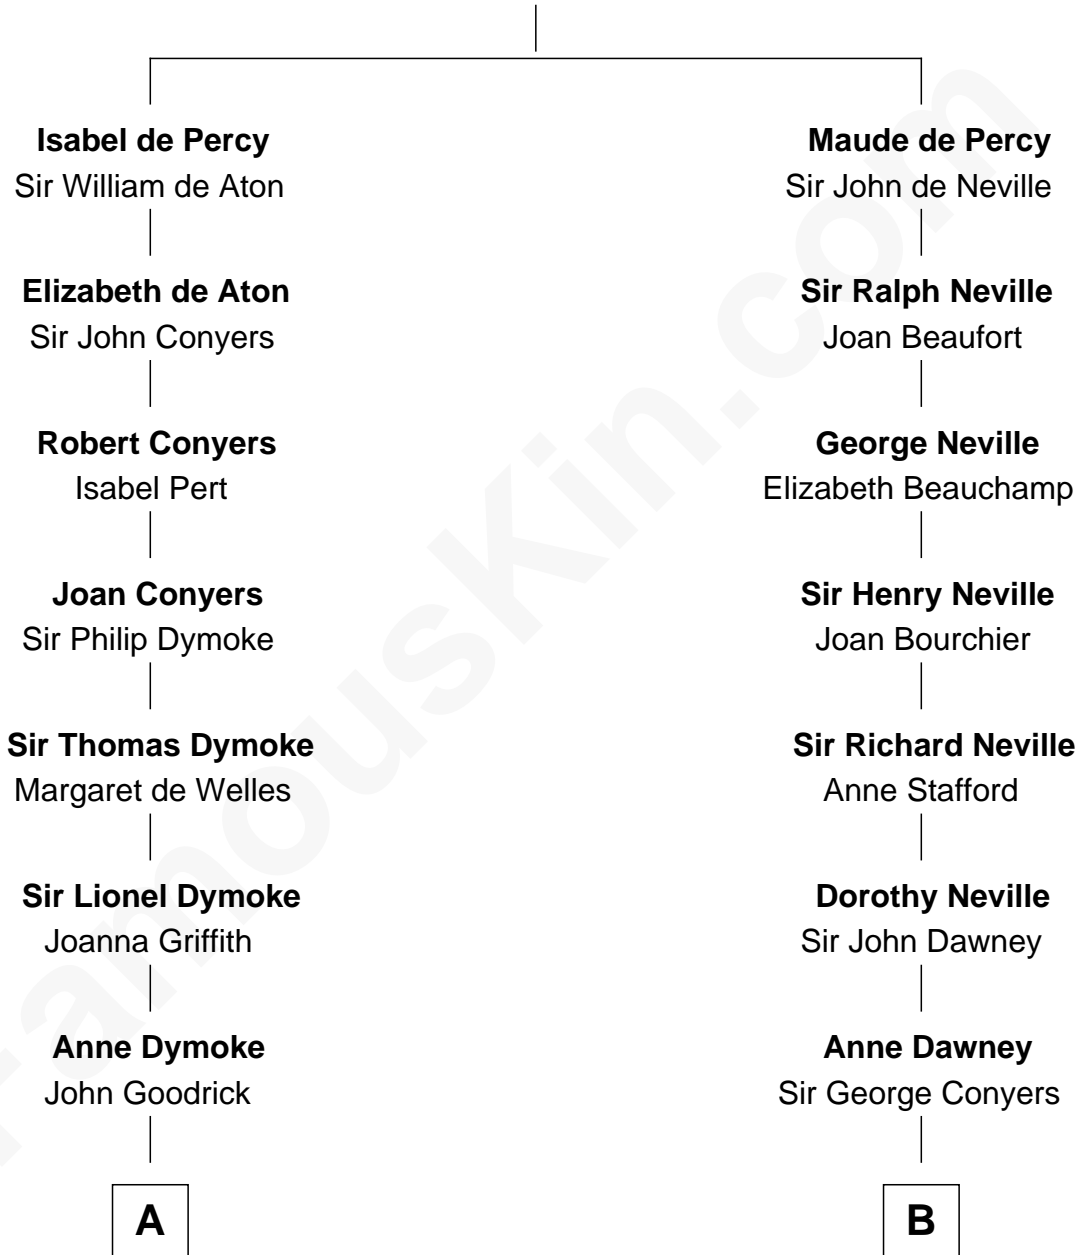 Isabel de Percy
Sir William de Aton
Maude de Percy
Sir John de Neville
Elizabeth de Aton
Sir John Conyers
Sir Ralph Neville
Joan Beaufort
Robert Conyers
Isabel Pert
George Neville
Elizabeth Beauchamp
Joan Conyers
Sir Philip Dymoke
Sir Henry Neville
Joan Bourchier
Sir Thomas Dymoke
Margaret de Welles
Sir Richard Neville
Anne Stafford
Sir Lionel Dymoke
Joanna Griffith
Dorothy Neville
Sir John Dawney
Anne Dymoke
John Goodrick
Anne Dawney
Sir George Conyers
A
B
FamousKin.com